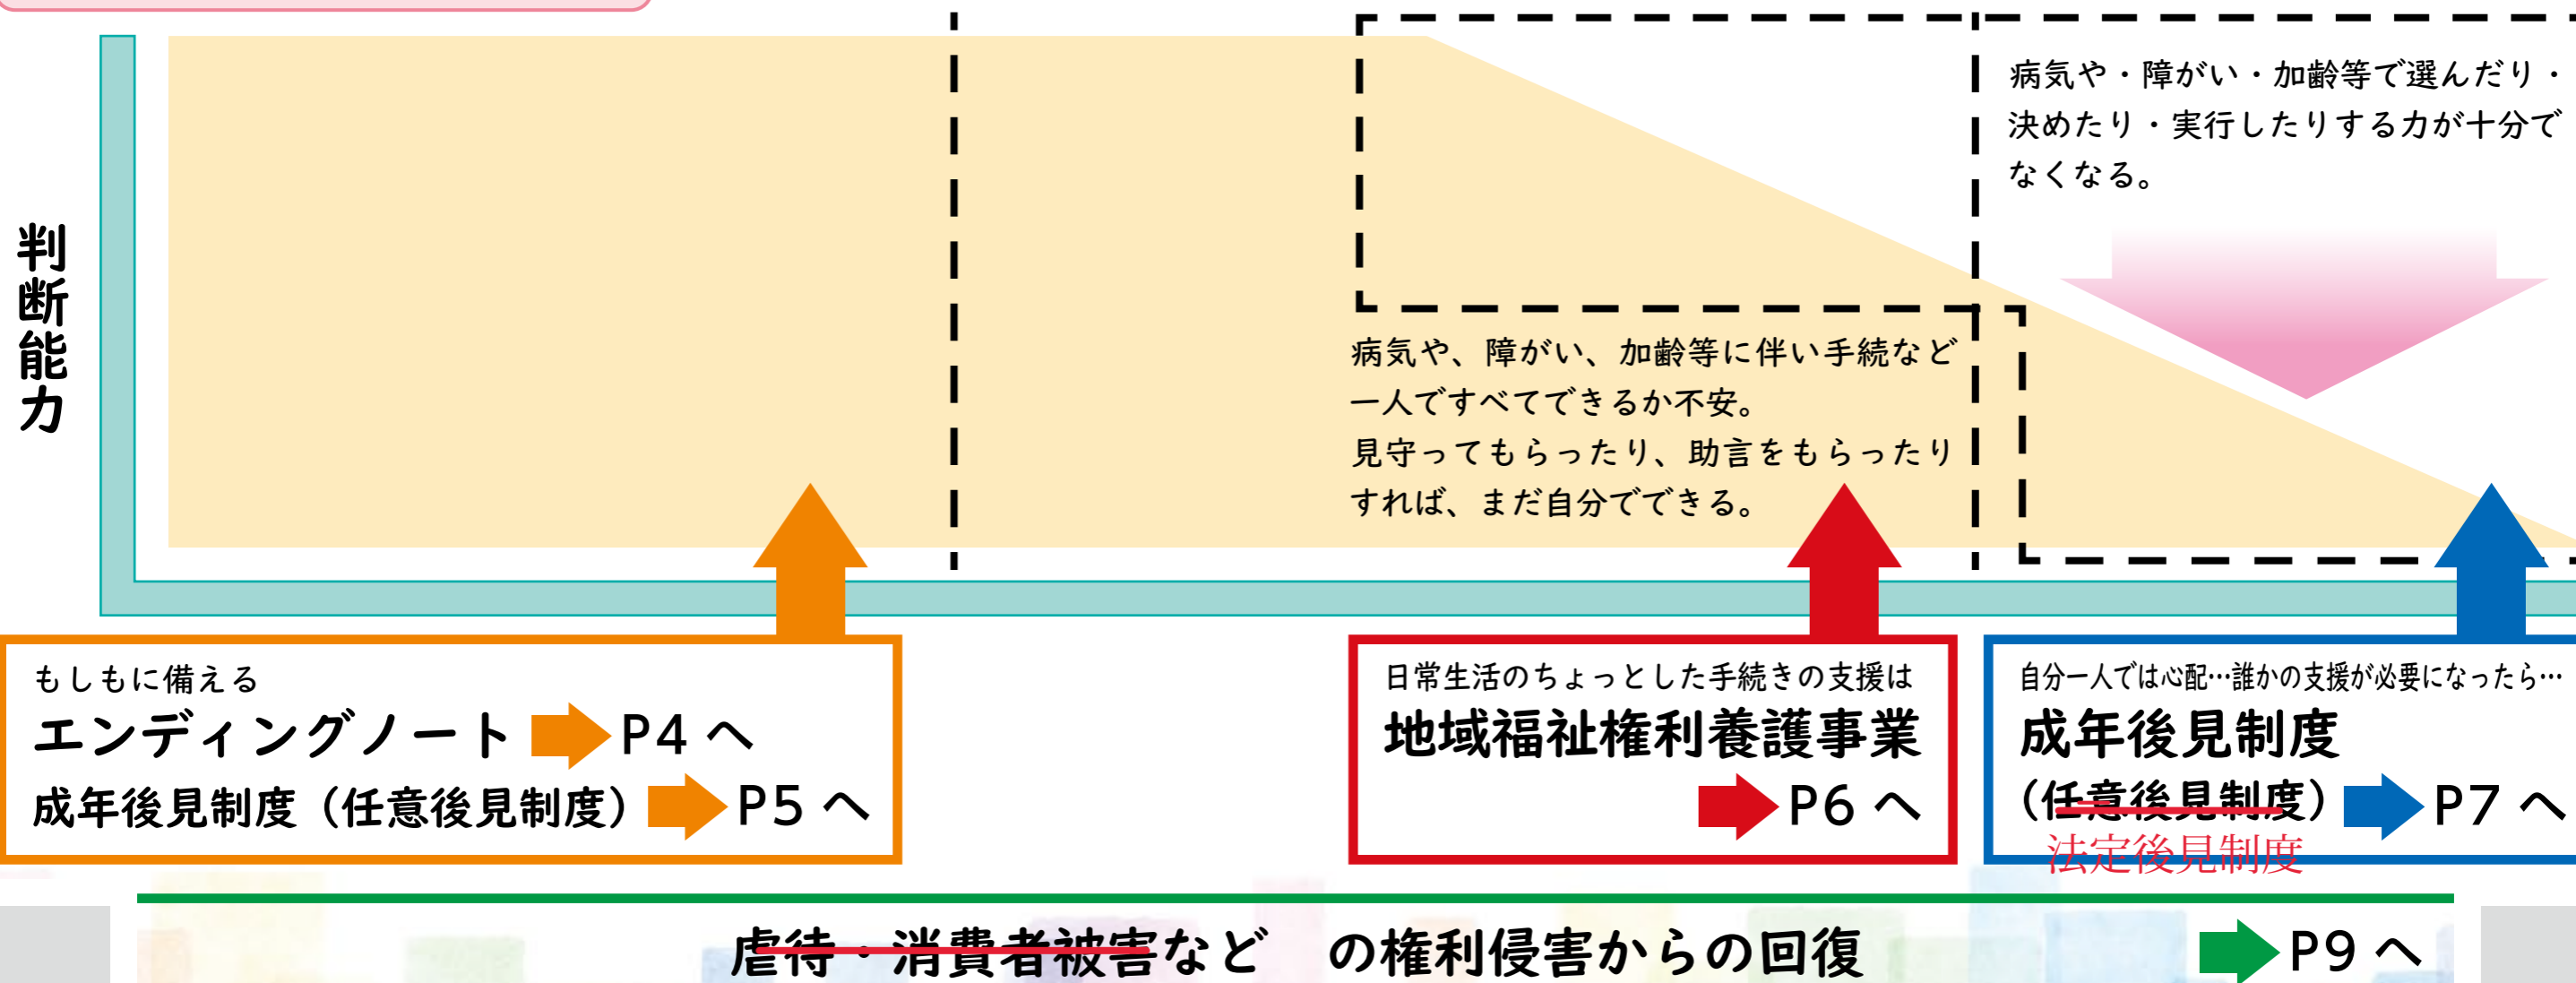 判断能力
病気や・障がい・加齢等で選んだり・
決めたり・実行したりする力が十分で
なくなる。
病気や、障がい、加齢等に伴い手続など
一人ですべてできるか不安。
見守ってもらったり、助言をもらったり
すれば、まだ自分でできる。
もしもに備える
エンディングノート P4 へ
成年後見制度（任意後見制度） P5 へ
日常生活のちょっとした手続きの支援は
地域福祉権利養護事業
P6 へ
自分一人では心配…誰かの支援が必要になったら…
成年後見制度
（任意後見制度） P7 へ
法定後見制度
虐待・消費者被害など　の権利侵害からの回復 P9 へ